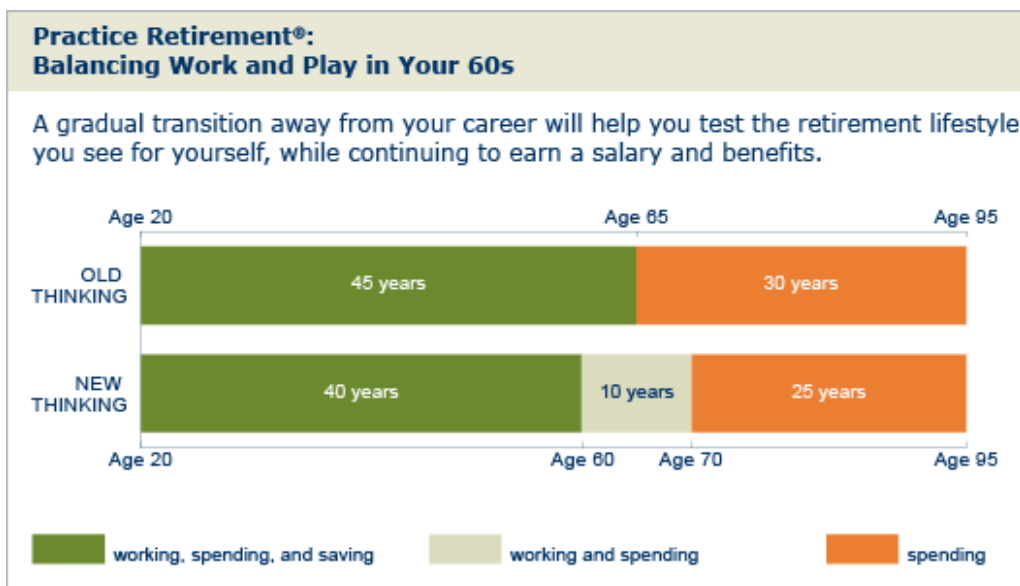 Practice Retirement®:
Balancing Work and Play in Your 60s
A gradual transition away from your career will help you test the retirement lifestyle
you see for yourself, while continuing to earn a salary and benefits.
Age 20 Age 65 Age 95
OLD
THINKING
45 years 30 years
NEW
THINKING
40 years 10 years 25 years
Age 20 Age 60 Age 70 Age 95
working, spending, and saving working and spending spending